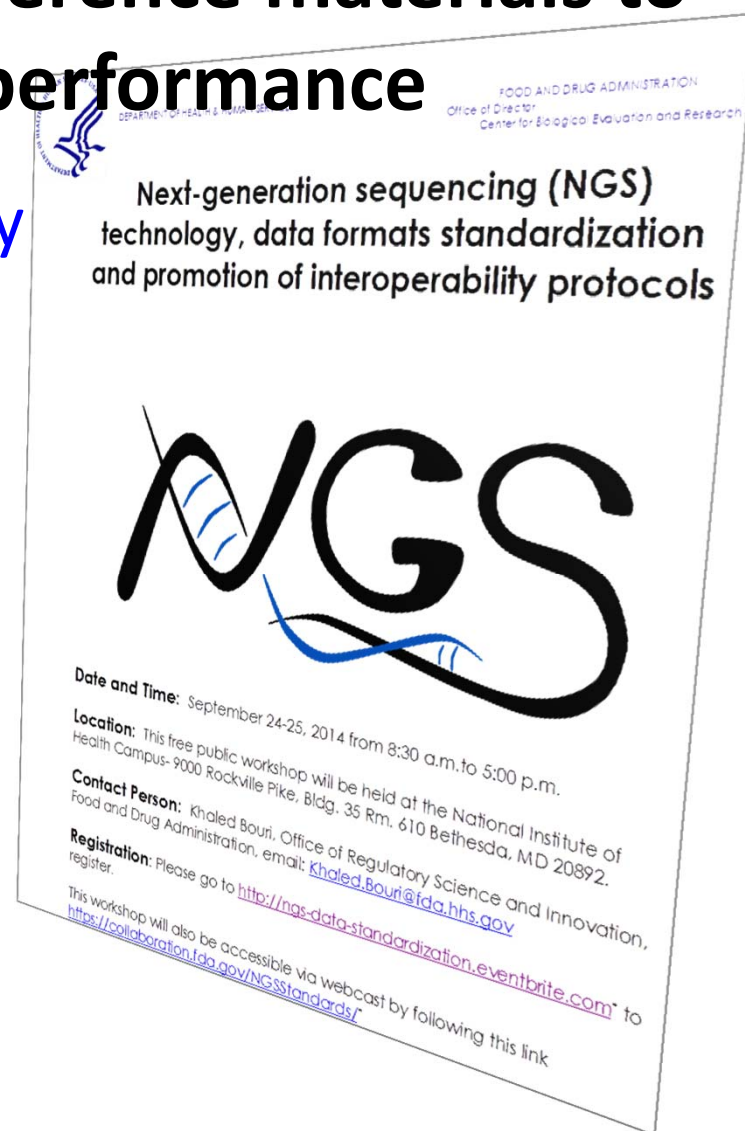 erence materials to
performance
y
DEPARTMENT OF HEALTH & HUMAN
FOOD AND DRUG ADMINISTRATION
Office of Director
Center for Biological Evaluation and Research
Next-generation sequencing (NGS)
technology, data formats standardization
and promotion of interoperability protocols
NGS
Date and Time: September 24-25, 2014 from 8:30 a.m.to 5:00 p.m.
Location: This free public workshop will be held at the National Institute of
Health Campus- 9000 Rockville Pike, Bldg. 35 Rm. 610 Bethesda, MD 20892.
Contact Person: Khaled Bouri, Office of Regulatory Science and Innovation,
Food and Drug Administration, email: Khaled.Bouri@fda.hhs.gov
Registration: Please go to http://ngs-data-standardization.eventbrite.com" to
register.
This workshop will also be accessible via webcast by following this link
https://collaboration.fda.gov/NGSStandards/"